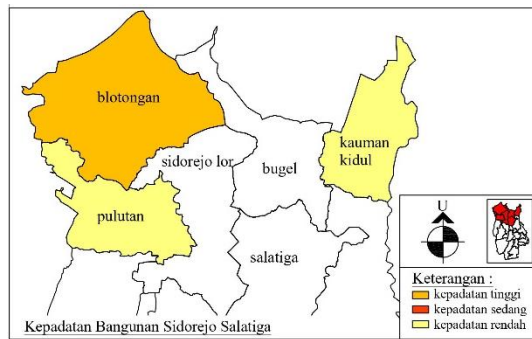 blotongan
sidorejo lor
bugel
kauman
kidul
pulutan
salatiga
U
Keterangan :
kepadatan tinggi
kepadatan sedang
kepadatan rendah
Kepadatan Bangunan Sidorejo Salatiga